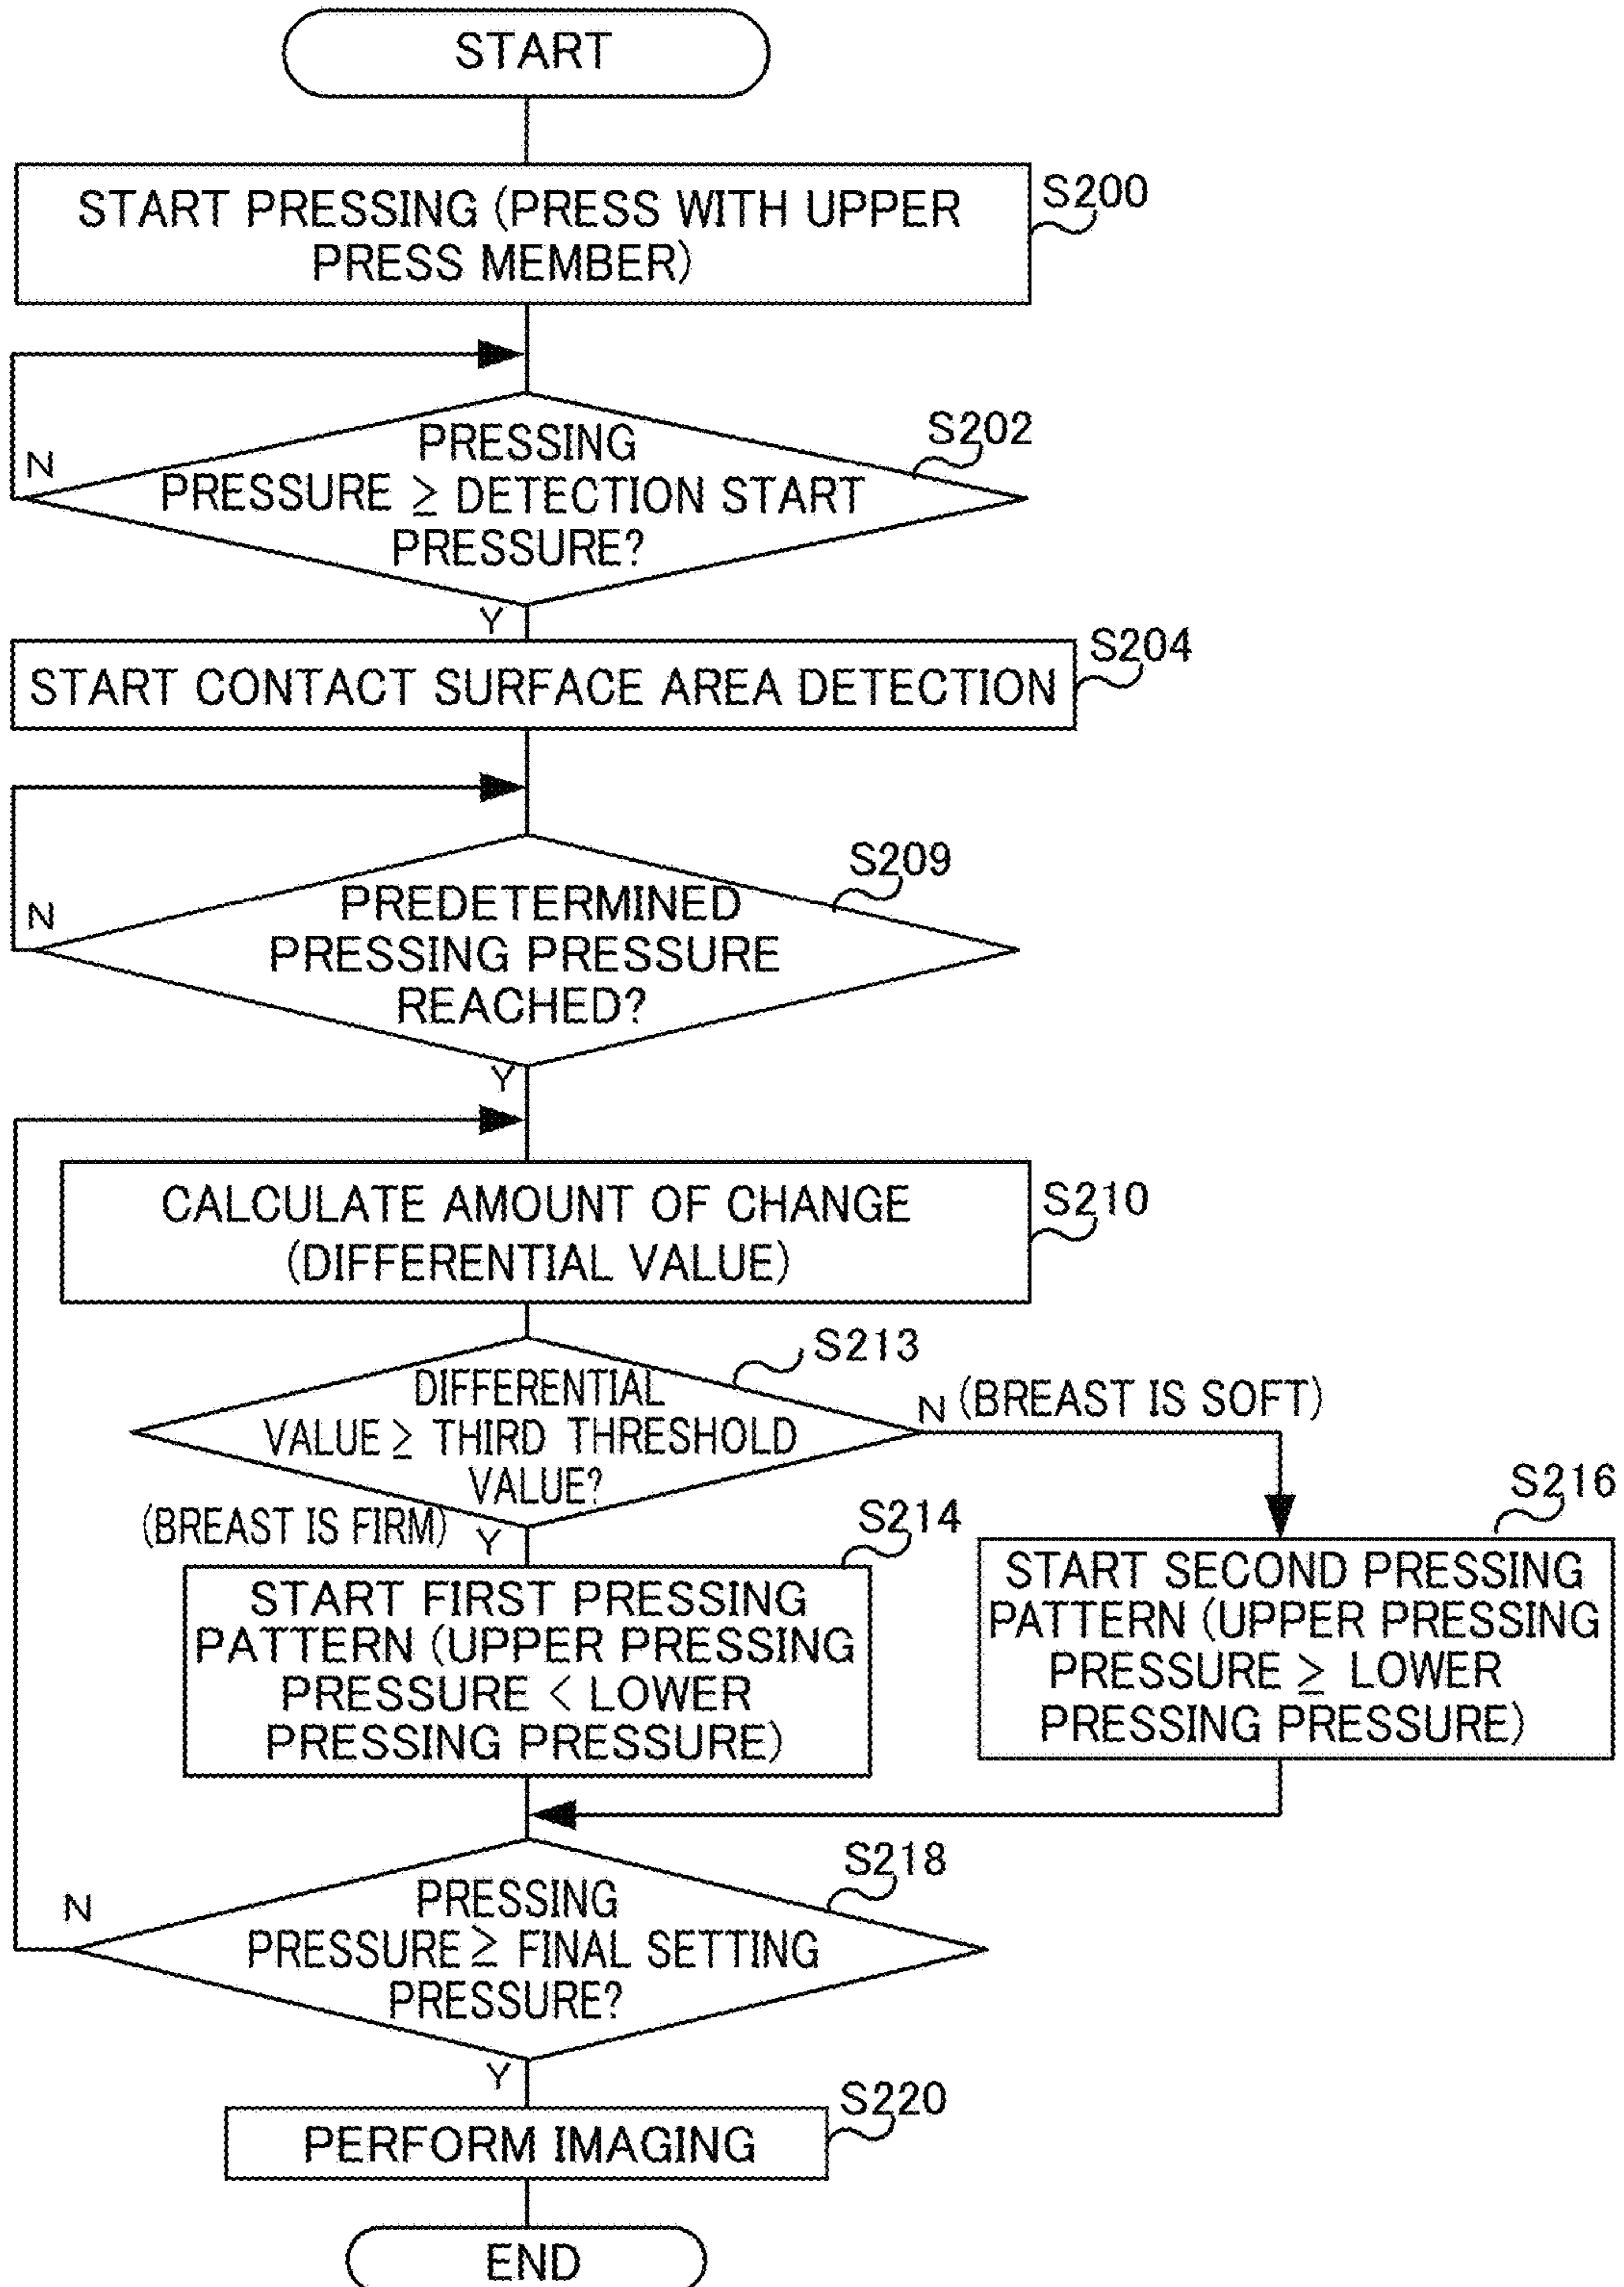 START
START PRESSING (PRESS WITH UPPER
PRESS MEMBER)
S200
PRESSING
PRESSURE ≥ DETECTION START
PRESSURE?
S202
N
Y
START CONTACT SURFACE AREA DETECTION
S204
PREDETERMINED
PRESSING PRESSURE
REACHED?
S209
N
Y
CALCULATE AMOUNT OF CHANGE
(DIFFERENTIAL VALUE)
S210
DIFFERENTIAL
VALUE ≥ THIRD THRESHOLD
VALUE?
S213
N (BREAST IS SOFT)
(BREAST IS FIRM)
Y
START FIRST PRESSING
PATTERN (UPPER PRESSING
PRESSURE < LOWER
PRESSING PRESSURE)
S214
START SECOND PRESSING
PATTERN (UPPER PRESSING
PRESSURE ≥ LOWER
PRESSING PRESSURE)
S216
PRESSING
PRESSURE ≥ FINAL SETTING
PRESSURE?
S218
N
Y
PERFORM IMAGING
S220
END